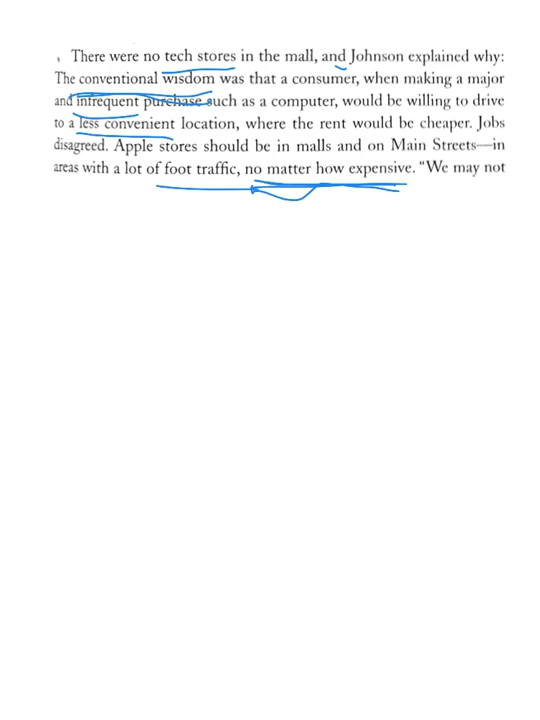 There were no tech stores in the mall, and Johnson explained why:
The conventional wisdom was that a consumer, when making a major
and infrequent purchase such as a computer, would be willing to drive
to a less convenient location, where the rent would be cheaper. Jobs
disagreed. Apple stores should be in malls and on Main Streets—in
areas with a lot of foot traffic, no matter how expensive. “We may not